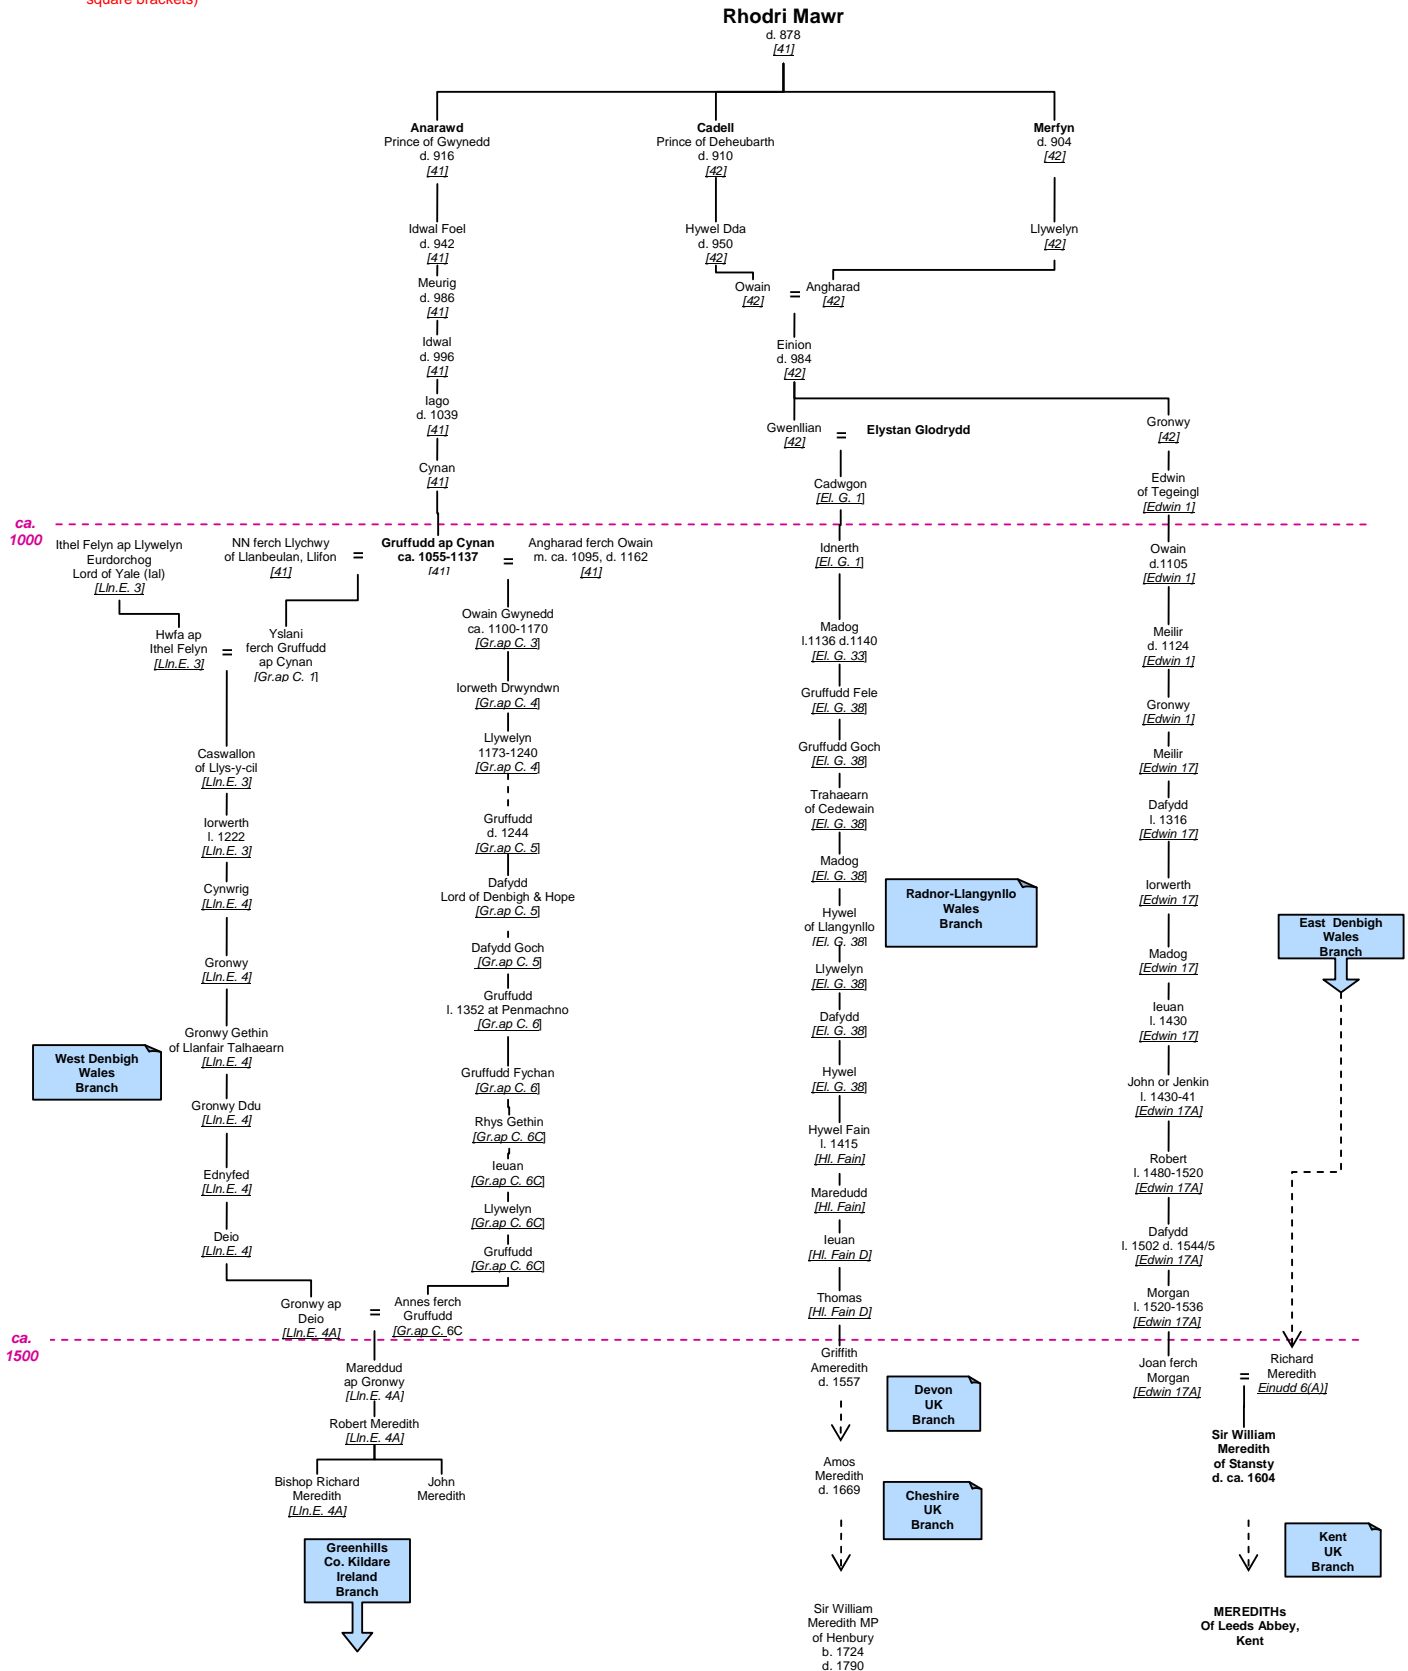 square brackets)
Rhodri Mawr
d. 878
[41]
Anarawd
Prince of Gwynedd
d. 916
[41]
Cadell
Prince of Deheubarth
d. 910
[42]
Merfyn
d. 904
[42]
Idwal Foel
d. 942
[41]
Hywel Dda
d. 950
[42]
Llywelyn
[42]
Meurig
d. 986
[41]
Owain
[42]
=
Angharad
[42]
Idwal
d. 996
[41]
Einion
d. 984
[42]
Iago
d. 1039
[41]
Gwenllian
[42]
=
Elystan Glodrydd
Gronwy
[42]
Cynan
[41]
Cadwgon
[El. G. 1]
Edwin
of Tegeingl
[Edwin 1]
ca.
1000
Ithel Felyn ap Llywelyn
Eurdorchog
Lord of Yale (Ial)
[Lln.E. 3]
NN ferch Llychwy
of Llanbeulan, Llifon
[41]
=
Gruffudd ap Cynan
ca. 1055-1137
[41]
=
Angharad ferch Owain
m. ca. 1095, d. 1162
[41]
Idnerth
[El. G. 1]
Owain
d.1105
[Edwin 1]
Hwfa ap
Ithel Felyn
[Lln.E. 3]
=
Yslani
ferch Gruffudd
ap Cynan
[Gr.ap C. 1]
Owain Gwynedd
ca. 1100-1170
[Gr.ap C. 3]
Madog
l.1136 d.1140
[El. G. 33]
Meilir
d. 1124
[Edwin 1]
Iorweth Drwyndwn
[Gr.ap C. 4]
Gruffudd Fele
[El. G. 38]
Gronwy
[Edwin 1]
Caswallon
of Llys-y-cil
[Lln.E. 3]
Llywelyn
1173-1240
[Gr.ap C. 4]
Gruffudd Goch
[El. G. 38]
Meilir
[Edwin 17]
Iorwerth
l. 1222
[Lln.E. 3]
Gruffudd
d. 1244
[Gr.ap C. 5]
Trahaearn
of Cedewain
[El. G. 38]
Dafydd
l. 1316
[Edwin 17]
Cynwrig
[Lln.E. 4]
Dafydd
Lord of Denbigh & Hope
[Gr.ap C. 5]
Madog
[El. G. 38]
Radnor-Llangynllo
Wales
Branch
Iorwerth
[Edwin 17]
Gronwy
[Lln.E. 4]
Dafydd Goch
[Gr.ap C. 5]
Hywel
of Llangynllo
[El. G. 38]
East Denbigh
Wales
Branch
Madog
[Edwin 17]
Gruffudd
l. 1352 at Penmachno
[Gr.ap C. 6]
Llywelyn
[El. G. 38]
Ieuan
l. 1430
[Edwin 17]
West Denbigh
Wales
Branch
Gronwy Gethin
of Llanfair Talhaearn
[Lln.E. 4]
Dafydd
[El. G. 38]
Gruffudd Fychan
[Gr.ap C. 6]
Hywel
[El. G. 38]
John or Jenkin
l. 1430-41
[Edwin 17A]
Gronwy Ddu
[Lln.E. 4]
Rhys Gethin
[Gr.ap C. 6C]
Hywel Fain
l. 1415
[Hl. Fain]
Robert
l. 1480-1520
[Edwin 17A]
Ednyfed
[Lln.E. 4]
Ieuan
[Gr.ap C. 6C]
Maredudd
[Hl. Fain]
Deio
[Lln.E. 4]
Llywelyn
[Gr.ap C. 6C]
Ieuan
[Hl. Fain D]
Dafydd
l. 1502 d. 1544/5
[Edwin 17A]
Gruffudd
[Gr.ap C. 6C]
Gronwy ap
Deio
[Lln.E. 4A]
=
Annes ferch
Gruffudd
[Gr.ap C. 6C
Thomas
[Hl. Fain D]
Morgan
l. 1520-1536
[Edwin 17A]
ca.
1500
Mareddud
ap Gronwy
[Lln.E. 4A]
Griffith
Ameredith
d. 1557
Devon
UK
Branch
Joan ferch
Morgan
[Edwin 17A]
=
Richard
Meredith
Einudd 6(A)]
Robert Meredith
[Lln.E. 4A]
Sir William
Meredith
of Stansty
d. ca. 1604
Bishop Richard
Meredith
[Lln.E. 4A]
John
Meredith
Amos
Meredith
d. 1669
Cheshire
UK
Branch
Greenhills
Co. Kildare
Ireland
Branch
Kent
UK
Branch
Sir William
Meredith MP
of Henbury
b. 1724
d. 1790
MEREDITHs
Of Leeds Abbey,
Kent